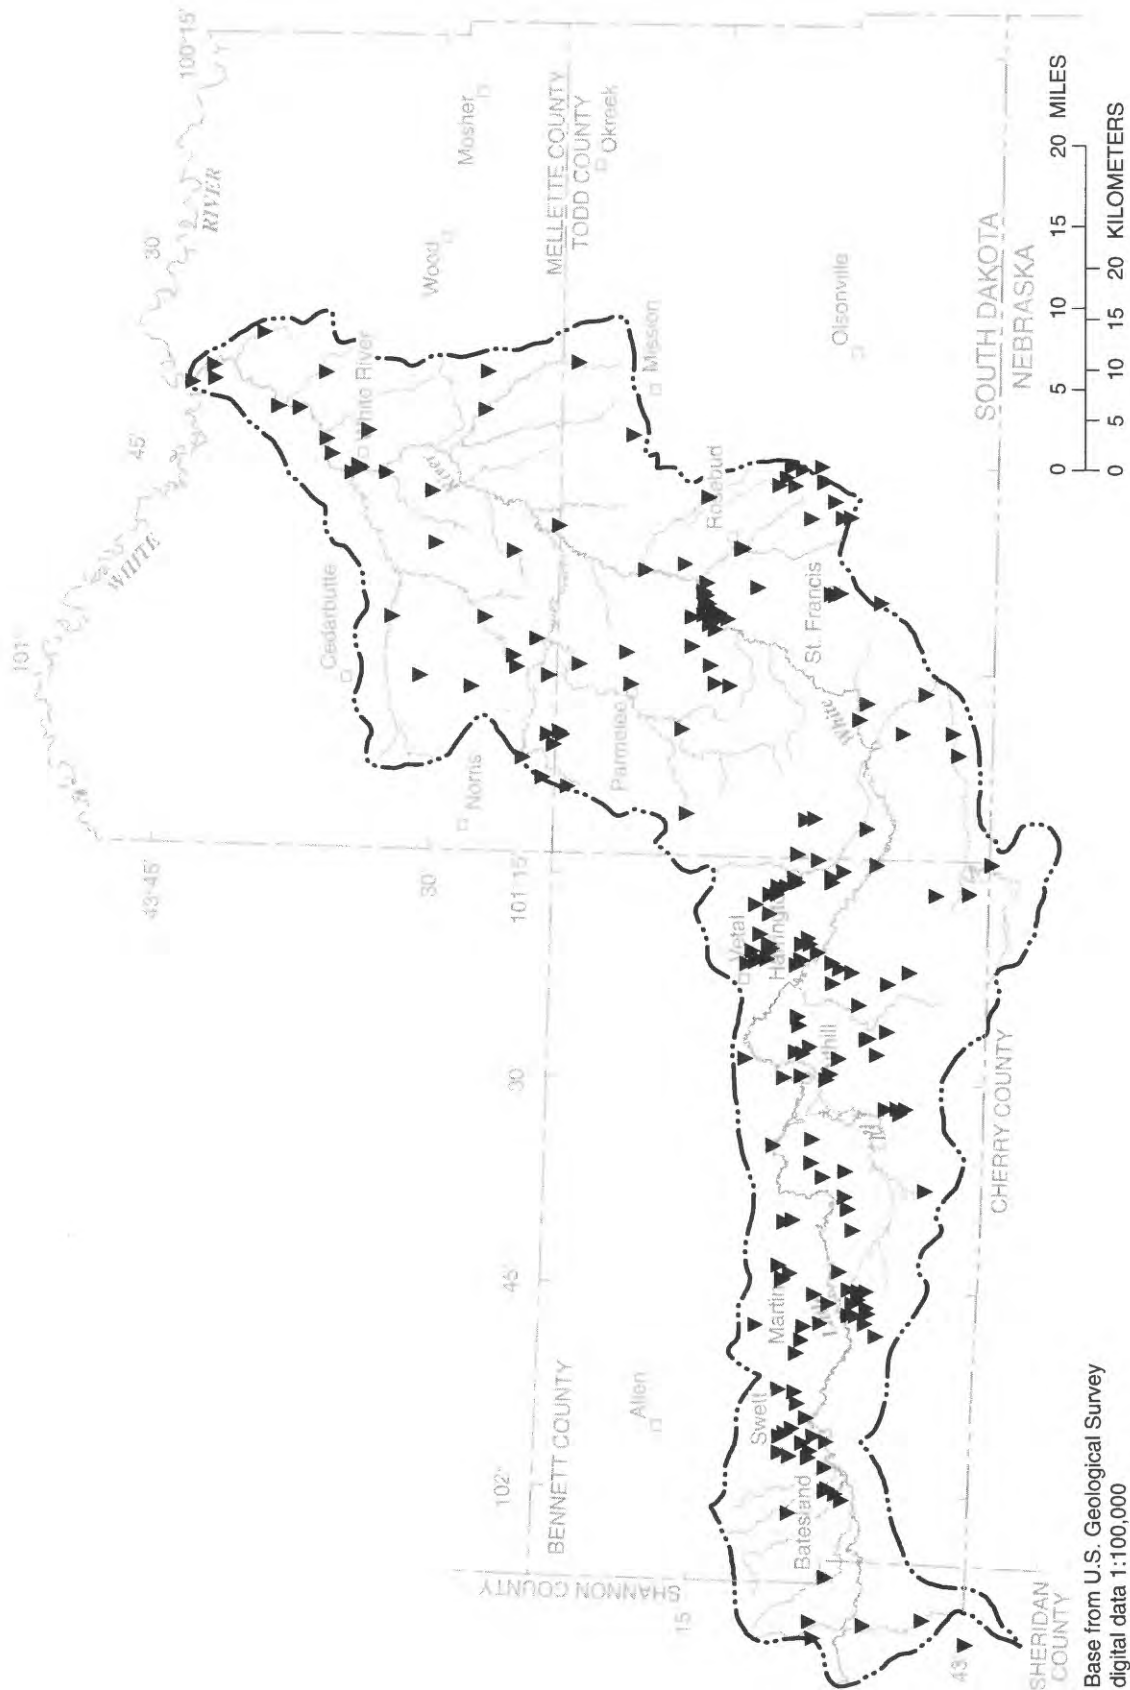 101°
100°15'
30'
45'
WHITE
RIVER
43°45'
Cedarbutte
White River
Wood
Mosher
Norris
30'
River
101°15'
MELLETTE COUNTY
TODD COUNTY
Okreek
Parmelee
Mission
Rosebud
St. Francis
White
Olsonville
Vetal
Harrington
30'
45'
102°
BENNETT COUNTY
Allen
SHANNON COUNTY
15'
Swett
Martin
Batesland
SOUTH DAKOTA
NEBRASKA
CHERRY COUNTY
43°
SHERIDAN
COUNTY
0 5 10 15 20 MILES
0 5 10 15 20 KILOMETERS
Base from U.S. Geological Survey
digital data 1:100,000